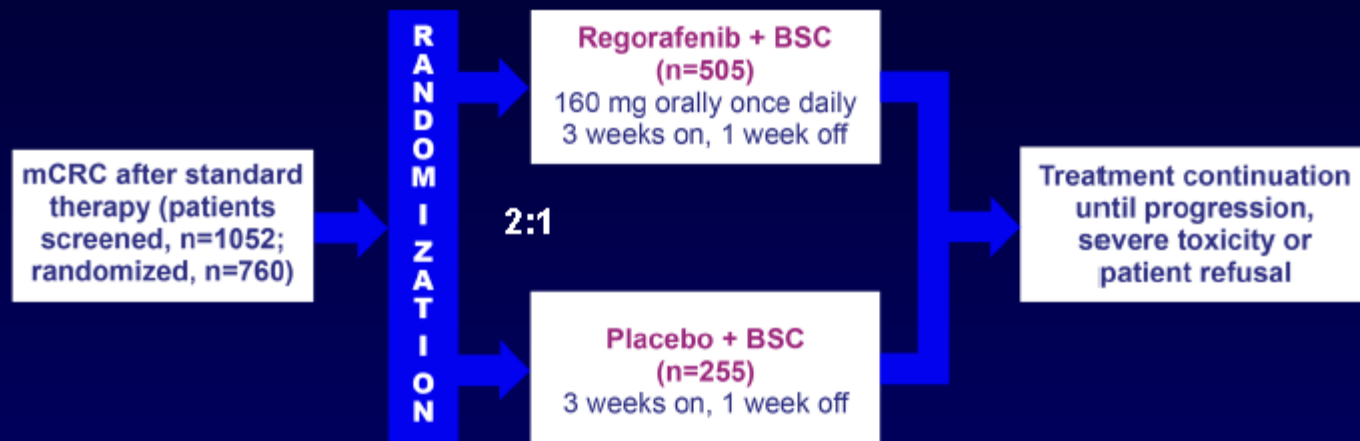 mCRC after standard
therapy (patients
screened, n=1052;
randomized, n=760)
RANDOMIZATION
2:1
Regorafenib + BSC
(n=505)
160 mg orally once daily
3 weeks on, 1 week off
Placebo + BSC
(n=255)
3 weeks on, 1 week off
Treatment continuation
until progression,
severe toxicity or
patient refusal